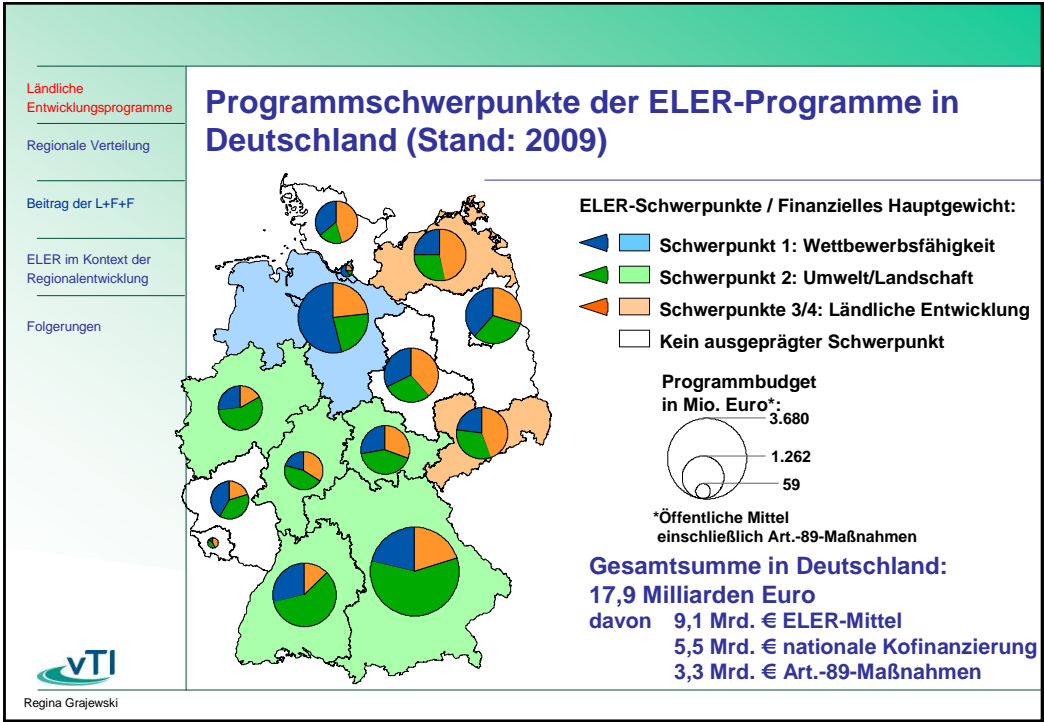 Ländliche
Entwicklungsprogramme
Regionale Verteilung
Beitrag der L+F+F
ELER im Kontext der
Regionalentwicklung
Folgerungen
Programmschwerpunkte der ELER-Programme in
Deutschland (Stand: 2009)
ELER-Schwerpunkte / Finanzielles Hauptgewicht:
Schwerpunkt 1: Wettbewerbsfähigkeit
Schwerpunkt 2: Umwelt/Landschaft
Schwerpunkte 3/4: Ländliche Entwicklung
Kein ausgeprägter Schwerpunkt
Programmbudget
in Mio. Euro*:
3.680
1.262
59
*Öffentliche Mittel
einschließlich Art.-89-Maßnahmen
Gesamtsumme in Deutschland:
17,9 Milliarden Euro
davon 9,1 Mrd. € ELER-Mittel
5,5 Mrd. € nationale Kofinanzierung
3,3 Mrd. € Art.-89-Maßnahmen
vTI
Regina Grajewski